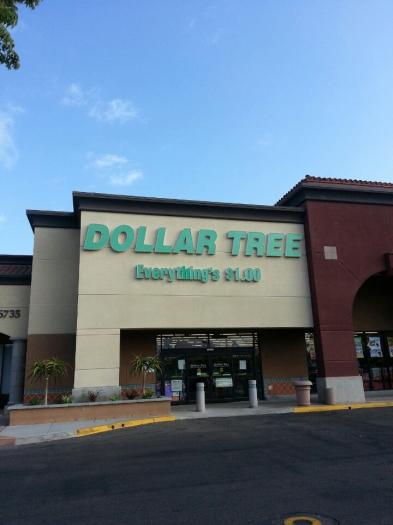 DOLLAR TREE
Everything's $1.00
5735